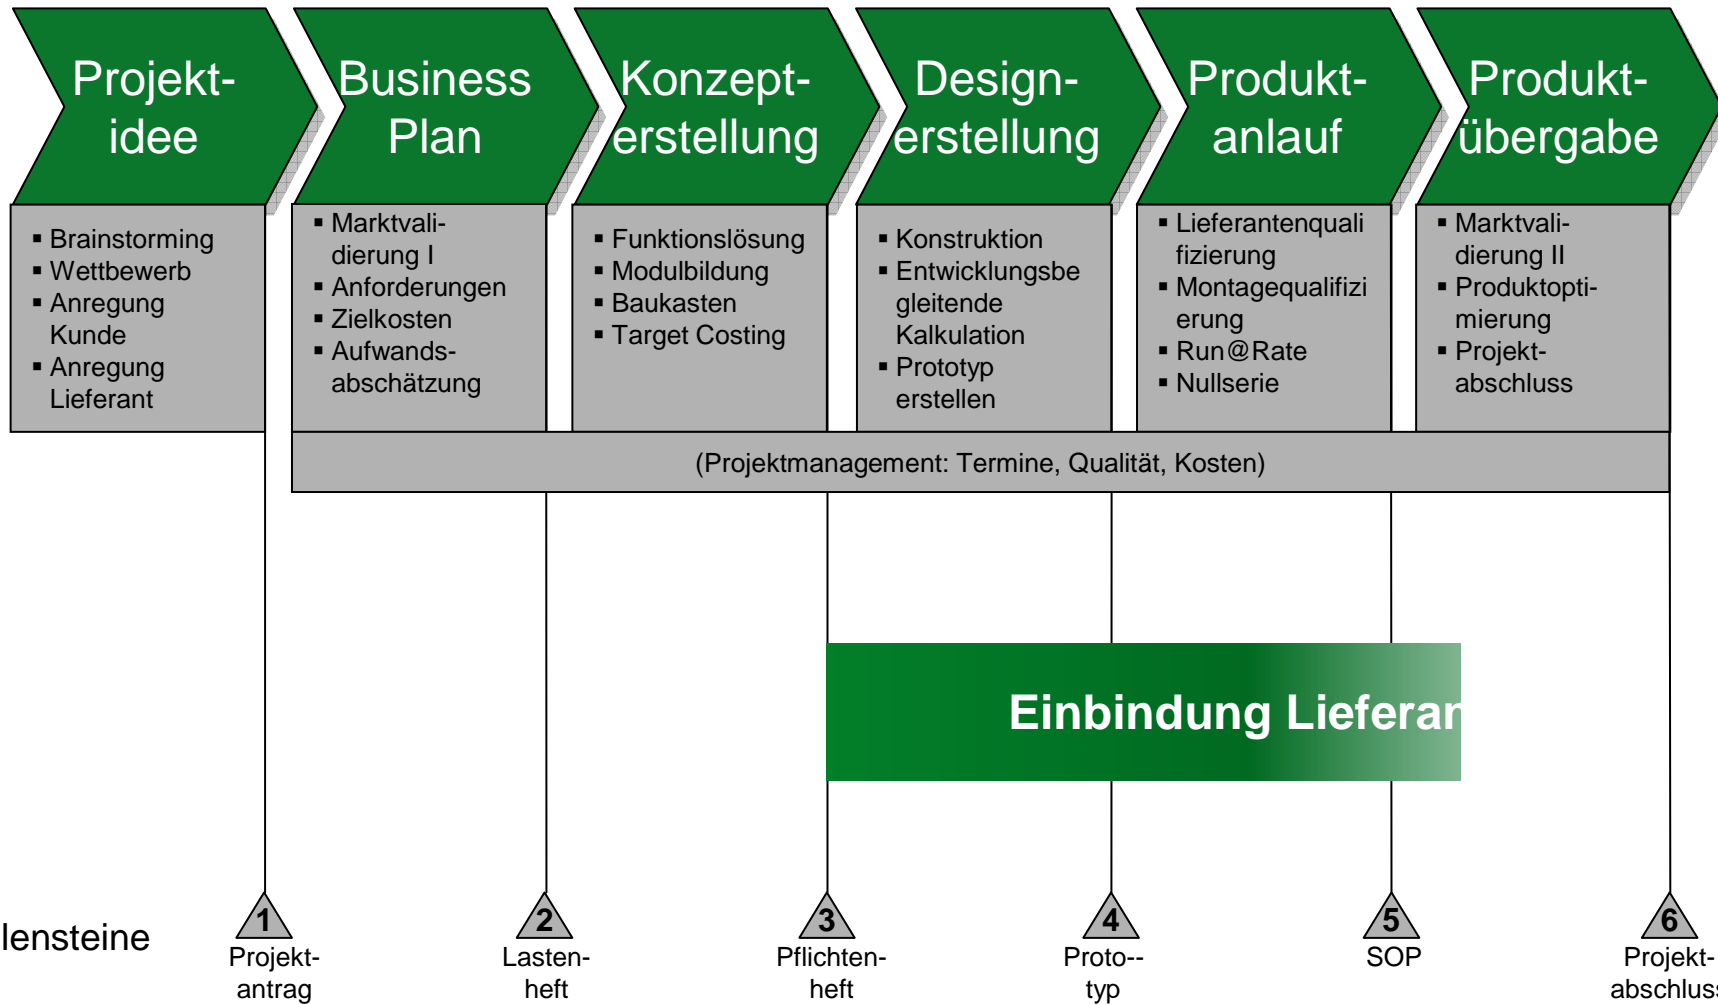 Projekt-
idee
Business
Plan
Konzept-
erstellung
Design-
erstellung
Produkt-
anlauf
Produkt-
übergabe
▪ Brainstorming
▪ Wettbewerb
▪ Anregung
Kunde
▪ Anregung
Lieferant
▪ Marktvali-
dierung I
▪ Anforderungen
▪ Zielkosten
▪ Aufwands-
abschätzung
▪ Funktionslösung
▪ Modulbildung
▪ Baukasten
▪ Target Costing
▪ Konstruktion
▪ Entwicklungsbe
gleitende
Kalkulation
▪ Prototyp
erstellen
▪ Lieferantenquali
fizierung
▪ Montagequalifizi
erung
▪ Run@Rate
▪ Nullserie
▪ Marktvali-
dierung II
▪ Produktopti-
mierung
▪ Projekt-
abschluss
(Projektmanagement: Termine, Qualität, Kosten)
Einbindung Lieferan
lensteine
1
Projekt-
antrag
2
Lasten-
heft
3
Pflichten-
heft
4
Proto--
typ
5
SOP
6
Projekt-
abschluss